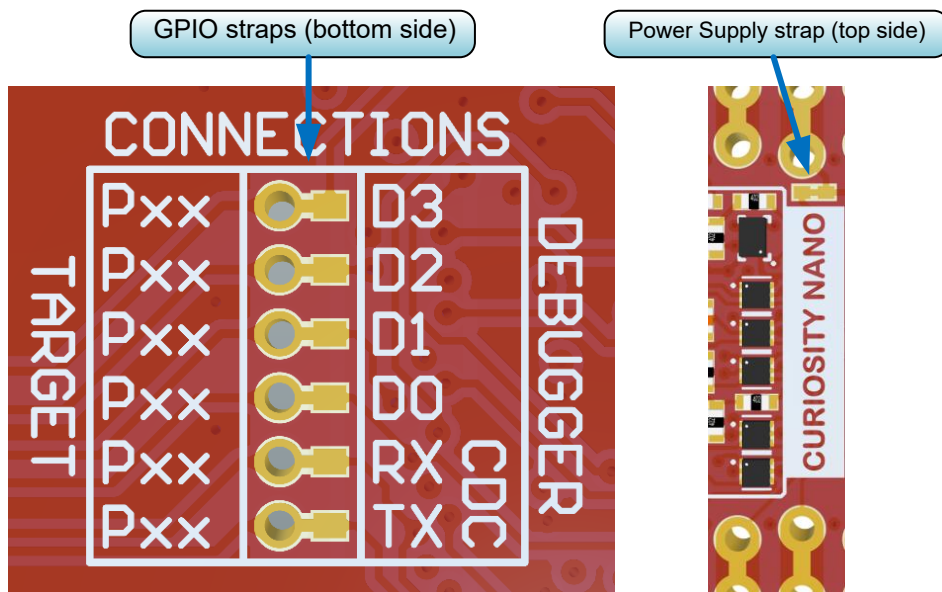 GPIO straps (bottom side)
Power Supply strap (top side)
CONNECTIONS
TARGET
DEBUGGER
Pxx D3
Pxx D2
Pxx D1
Pxx D0
Pxx RX
Pxx TX
CDC
CURIOSITY NANO